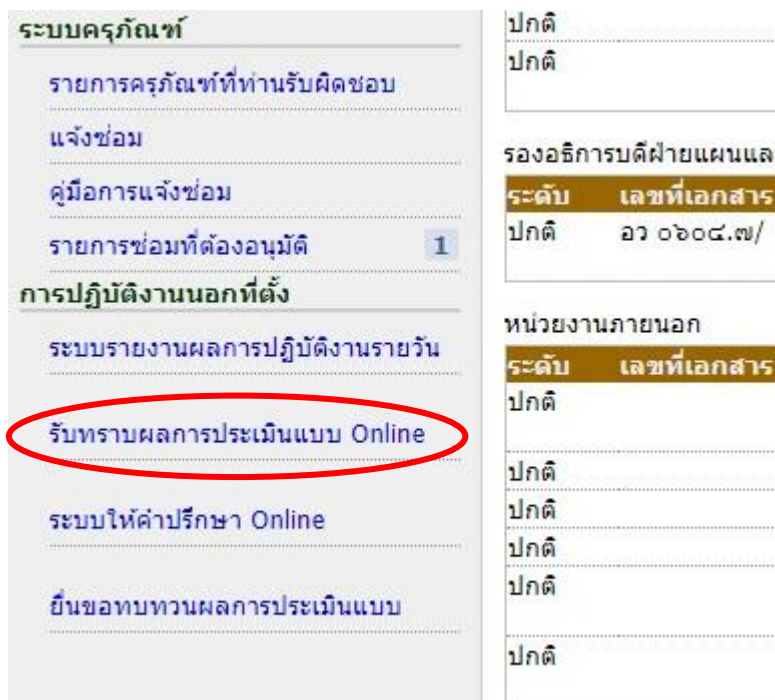 ระบบครุภัณฑ์
รายการครุภัณฑ์ที่ท่านรับผิดชอบ
แจ้งซ่อม
คู่มือการแจ้งซ่อม
รายการซ่อมที่ต้องอนุมัติ 1
การปฏิบัติงานนอกที่ตั้ง
ระบบรายงานผลการปฏิบัติงานรายวัน
รับทราบผลการประเมินแบบ Online
ระบบให้คำปรึกษา Online
ยื่นขอทบทวนผลการประเมินแบบ
ปกติ
ปกติ
รองอธิการบดีฝ่ายแผนแล
ระดับ เลขที่เอกสาร
ปกติ อว ๐๖๐๔.๗/
หน่วยงานภายนอก
ระดับ เลขที่เอกสาร
ปกติ
ปกติ
ปกติ
ปกติ
ปกติ
ปกติ